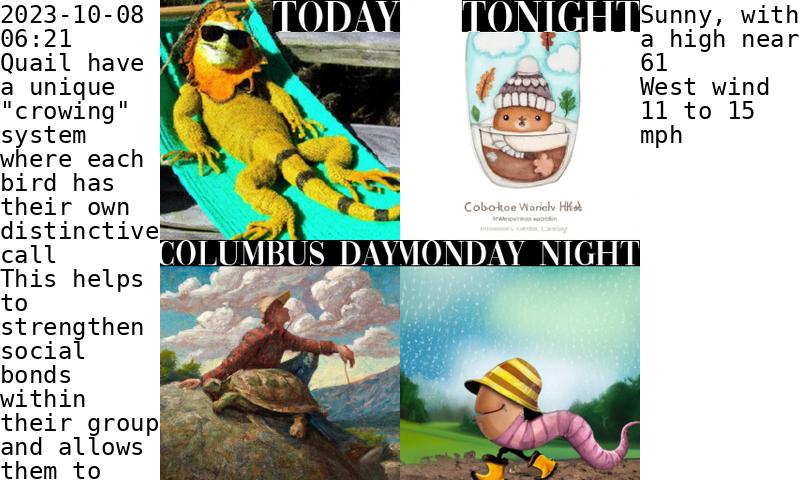 2023-10-08
06:21
Quail have
a unique
"crowing"
system
where each
bird has
their own
distinctive
call
This helps
to
strengthen
social
bonds
within
their group
and allows
them to
TODAY
TONIGHT
COLUMBUS DAY
MONDAY NIGHT
Sunny, with
a high near
61
West wind
11 to 15
mph